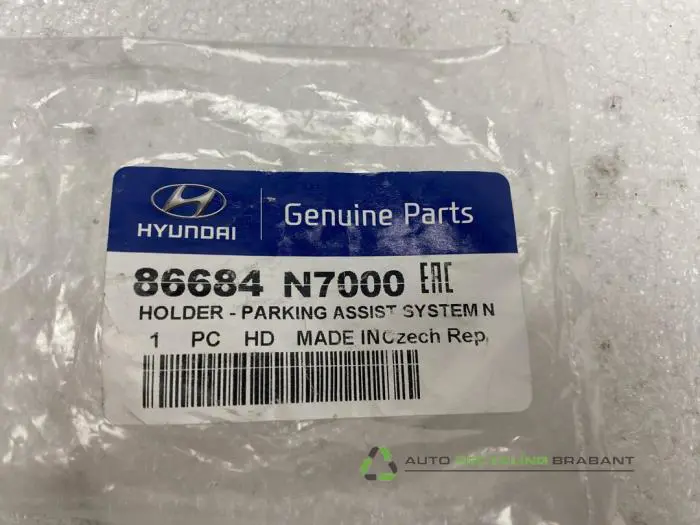 HYUNDAI
Genuine Parts
86684 N7000 EAC
HOLDER - PARKING ASSIST SYSTEM N
1 PC HD MADE INCzech Rep,
AUTO RECYCLING BRABANT